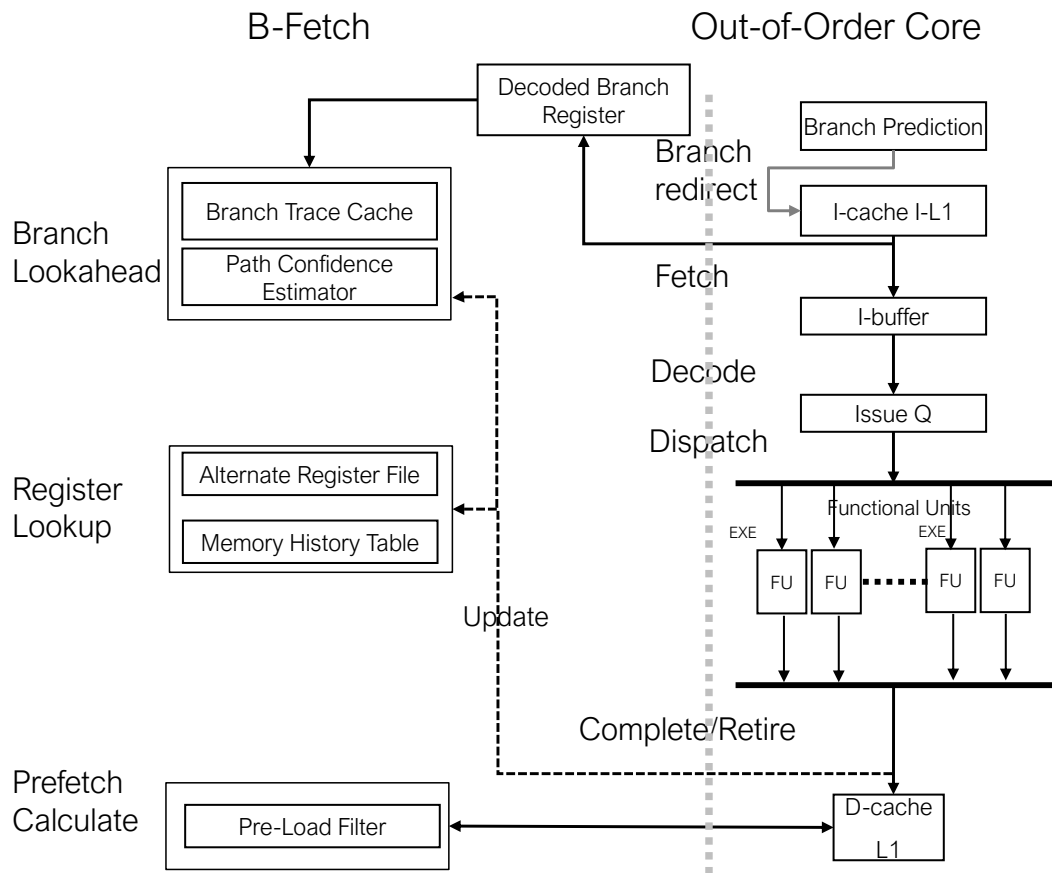 B-Fetch
Out-of-Order Core
Decoded Branch
Register
Branch Prediction
Branch
redirect
I-cache I-L1
Branch
Lookahead
Branch Trace Cache
Path Confidence
Estimator
Fetch
I-buffer
Decode
Issue Q
Dispatch
Register
Lookup
Alternate Register File
Memory History Table
Functional Units
EXE
EXE
FU
FU
FU
FU
Update
Complete/Retire
Prefetch
Calculate
Pre-Load Filter
D-cache
L1